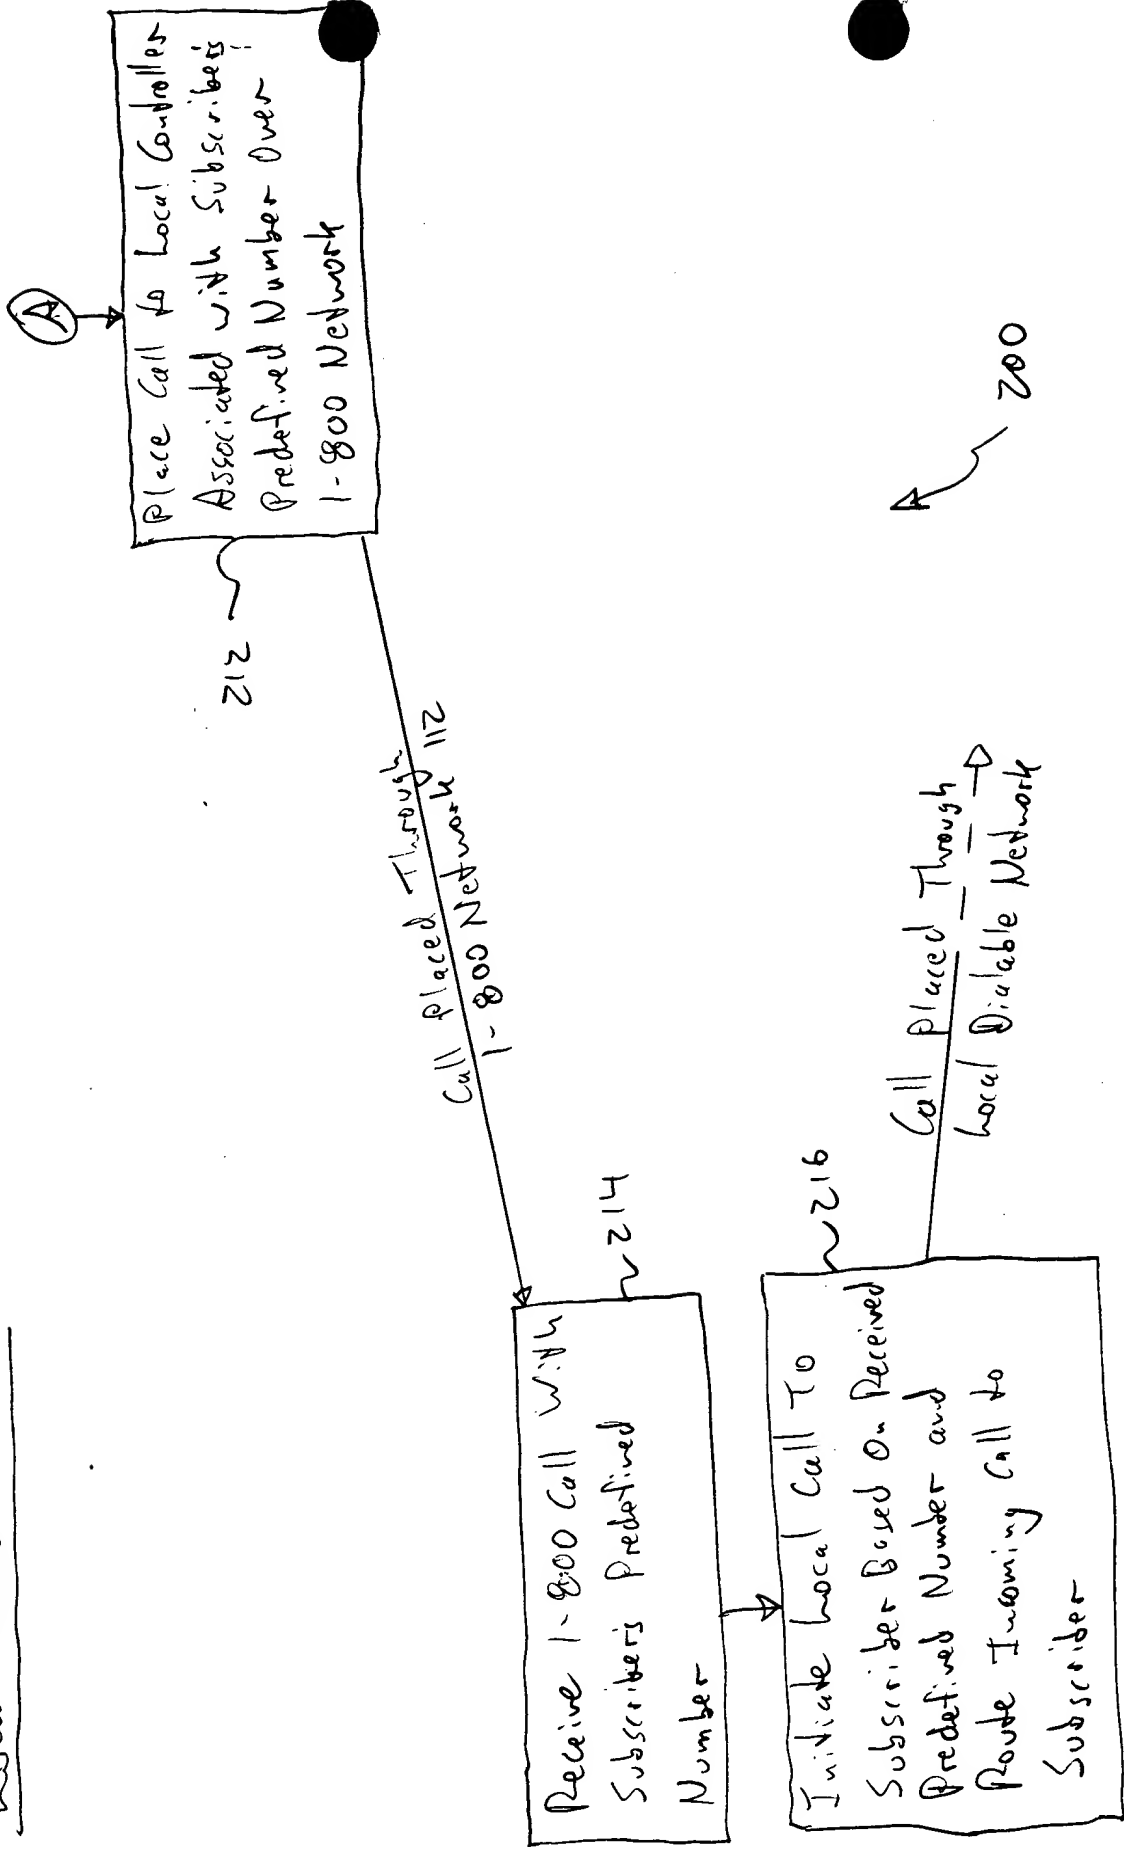 A
Place Call to Local Controller
Associated with Subscriber's
Predefined Number Over
1-800 Network
212
Call Placed Through
1-800 Network 112
Receive 1-800 Call With
Subscriber's Predefined
Number
214
Initiate Local Call To
Subscriber Based On Received
Predefined Number and
Route Incoming Call to
Subscriber
216
Call Placed Through
Local Dialable Network
200